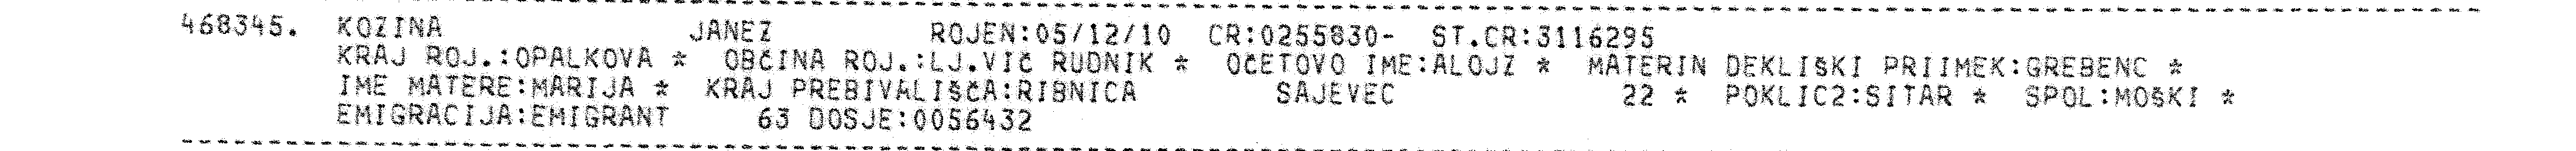 468345. KOZINA JANEZ ROJEN:05/12/10 CR:0255830- ST.CR:3116295
KRAJ ROJ.:OPALKOVA * OBČINA ROJ.:LJ.VIČ RUDNIK * OČETOVO IME:ALOJZ * MATERIN DEKLIŠKI PRIIMEK:GREBENC *
IME MATERE:MARIJA * KRAJ PREBIVALIŠČA:RIBNICA SAJEVEC 22 * POKLIC2:SITAR * SPOL:MOŠKI *
EMIGRACIJA:EMIGRANT 63 DOSJE:0056432